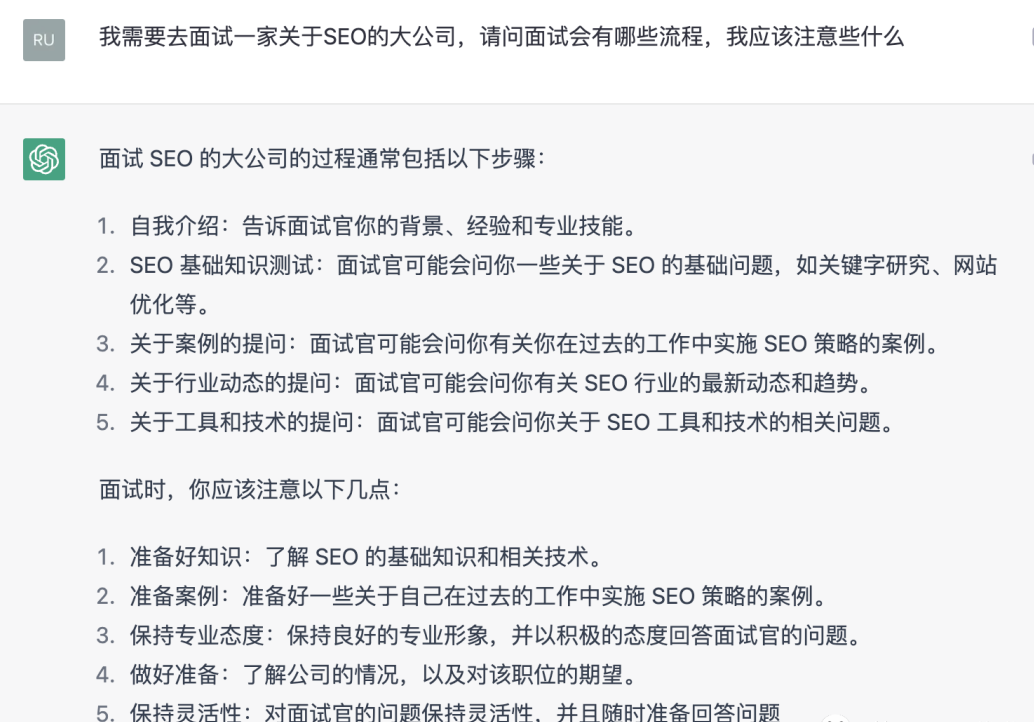 RU
我需要去面试一家关于SEO的大公司，请问面试会有哪些流程，我应该注意些什么
面试 SEO 的大公司的过程通常包括以下步骤：
1. 自我介绍：告诉面试官你的背景、经验和专业技能。
2. SEO 基础知识测试：面试官可能会问你一些关于 SEO 的基础问题，如关键字研究、网站
优化等。
3. 关于案例的提问：面试官可能会问你有关你在过去的工作中实施 SEO 策略的案例。
4. 关于行业动态的提问：面试官可能会问你有关 SEO 行业的最新动态和趋势。
5. 关于工具和技术的提问：面试官可能会问你关于 SEO 工具和技术的相关问题。
面试时，你应该注意以下几点：
1. 准备好知识：了解 SEO 的基础知识和相关技术。
2. 准备案例：准备好一些关于自己在过去的工作中实施 SEO 策略的案例。
3. 保持专业态度：保持良好的专业形象，并以积极的态度回答面试官的问题。
4. 做好准备：了解公司的情况，以及对该职位的期望。
5. 保持灵活性：对面试官的问题保持灵活性，并且随时准备回答问题